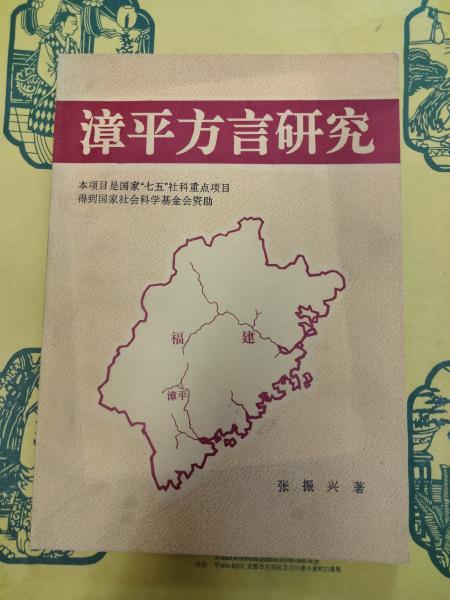 漳平方言研究
本项目是国家“七五”社科重点项目
得到国家社会科学基金会资助
福 建
漳平
张振兴 著